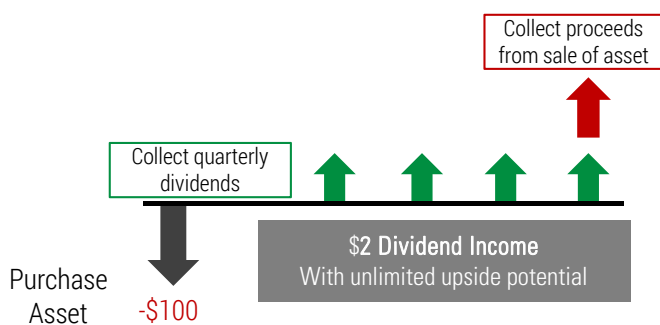 Collect proceeds
from sale of asset
Collect quarterly
dividends
$2 Dividend Income
With unlimited upside potential
Purchase
Asset
-$100